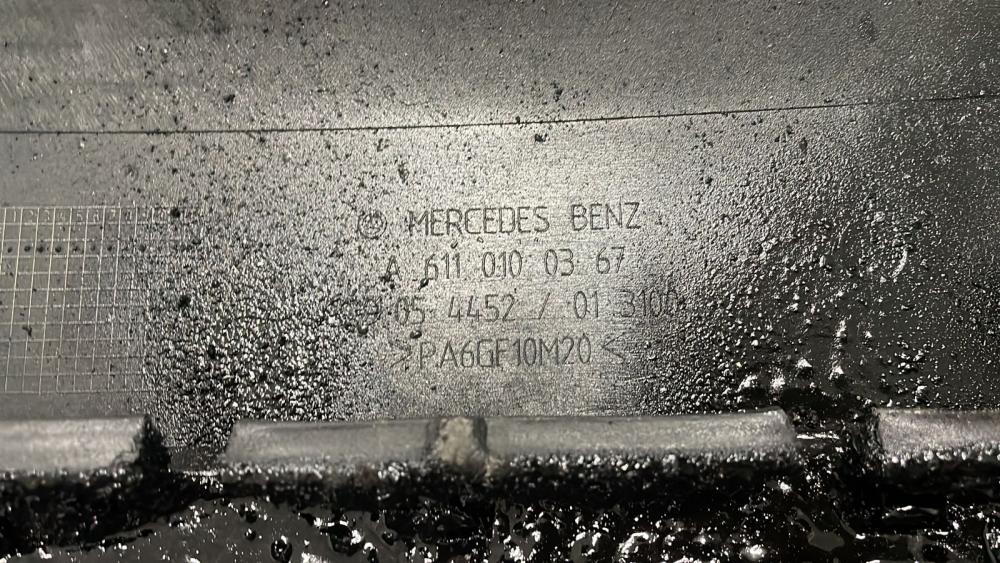 MERCEDES BENZ
A 611 010 03 67
05 4452 / 01 3100
>PA6GF10M20<